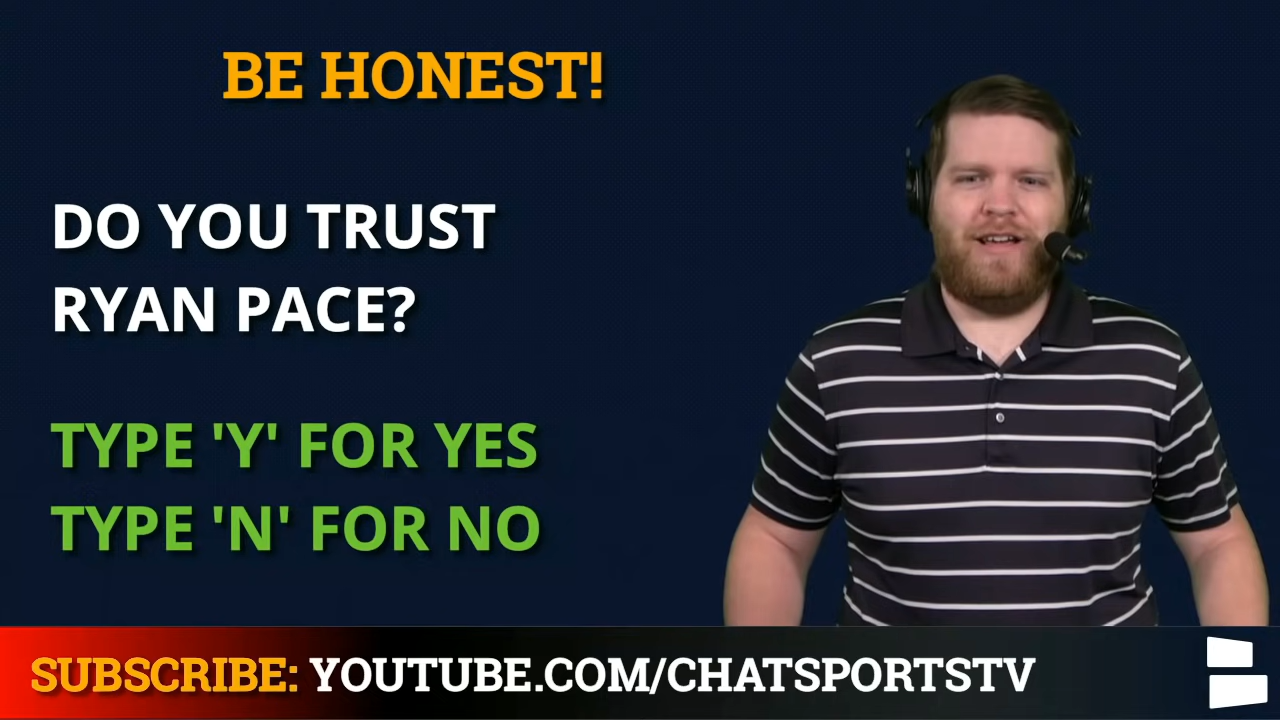 BE HONEST!
DO YOU TRUST
RYAN PACE?
TYPE 'Y' FOR YES
TYPE 'N' FOR NO
SUBSCRIBE: YOUTUBE.COM/CHATSPORTSTV